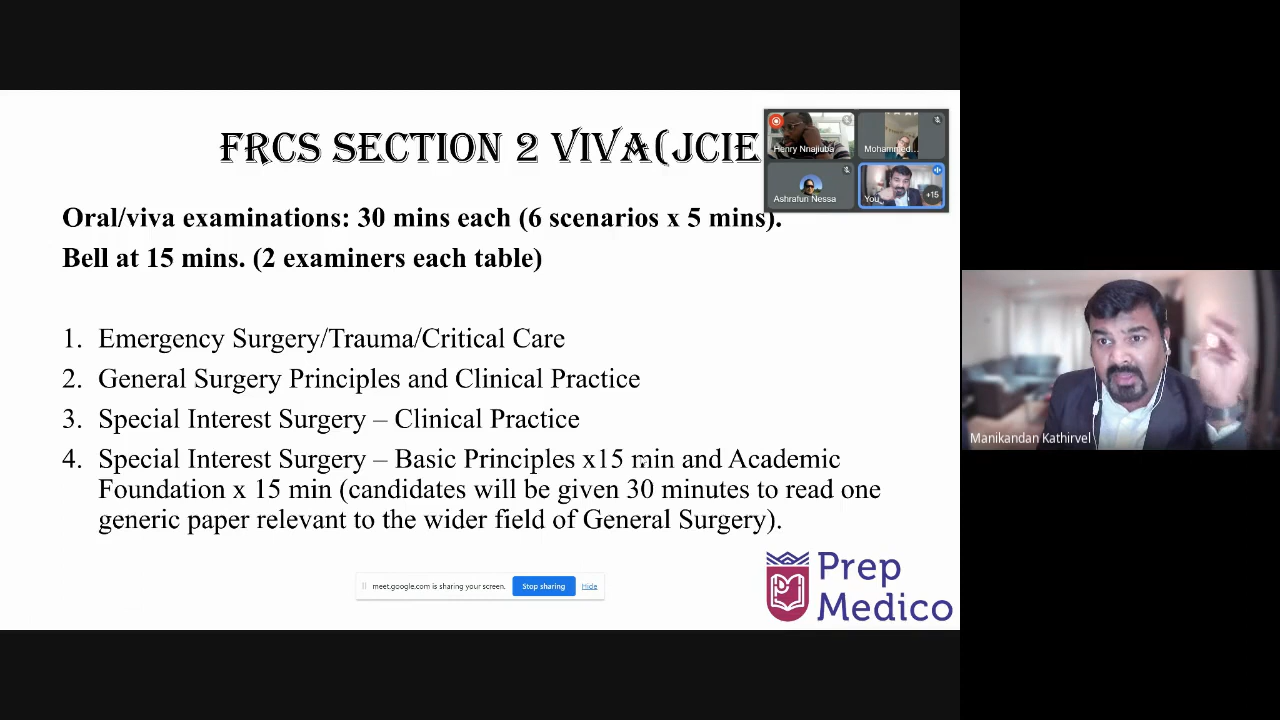 FRCS SECTION 2 VIVA(JCIE
Henry Nnajiuba
Mohammed...
Ashrafun Nessa
You
+15
Oral/viva examinations: 30 mins each (6 scenarios x 5 mins).
Bell at 15 mins. (2 examiners each table)
1. Emergency Surgery/Trauma/Critical Care
2. General Surgery Principles and Clinical Practice
3. Special Interest Surgery – Clinical Practice
4. Special Interest Surgery – Basic Principles x15 min and Academic
Foundation x 15 min (candidates will be given 30 minutes to read one
generic paper relevant to the wider field of General Surgery).
Manikandan Kathirvel
meet.google.com is sharing your screen.
Stop sharing
Hide
Prep
Medico